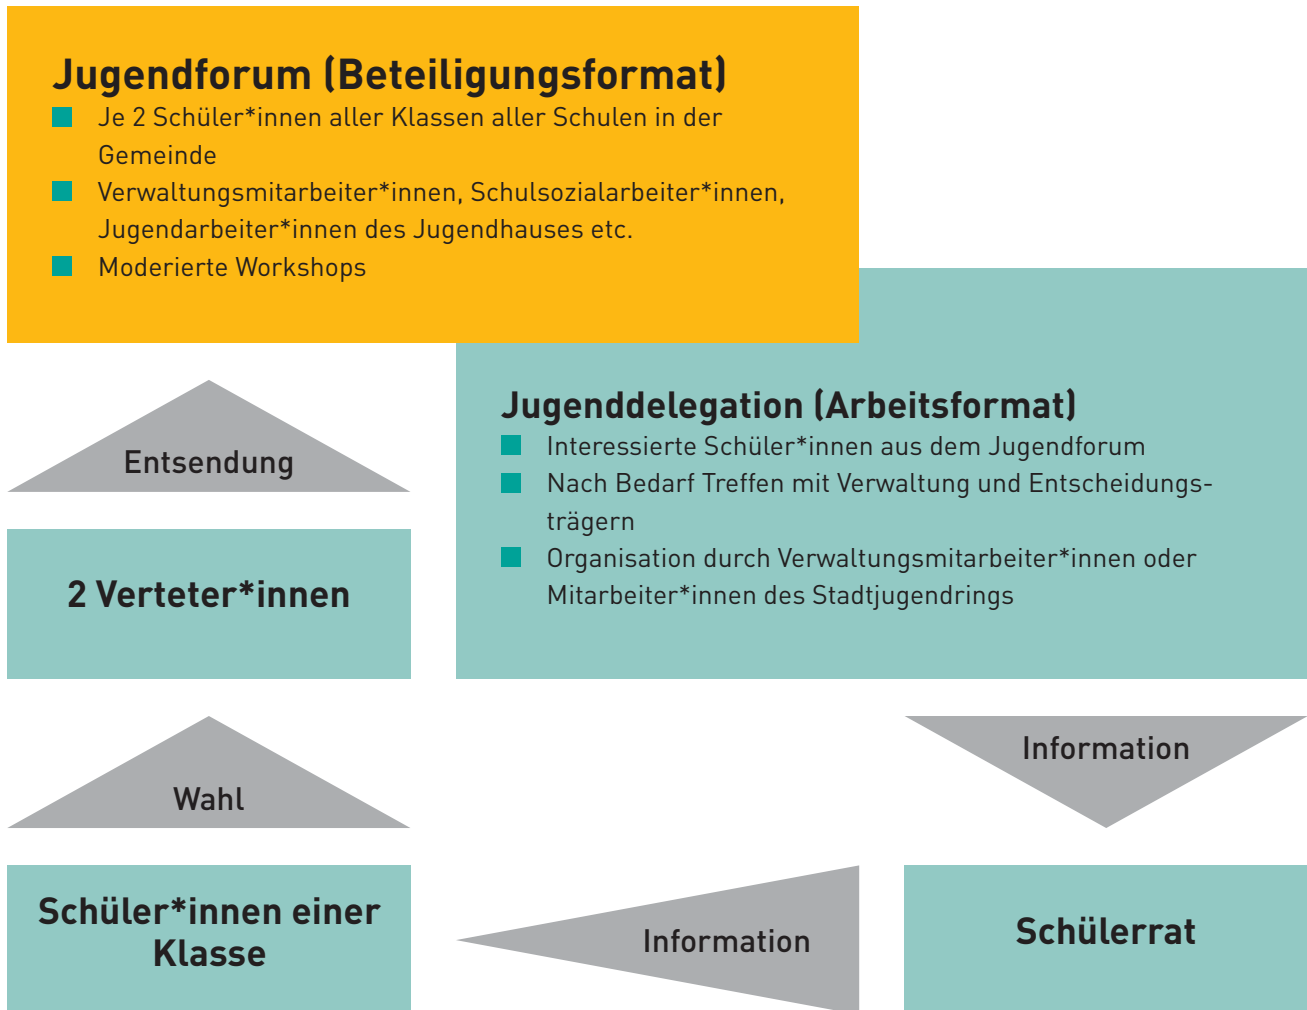 Jugendforum (Beteiligungsformat)
Je 2 Schüler*innen aller Klassen aller Schulen in der
Gemeinde
Verwaltungsmitarbeiter*innen, Schulsozialarbeiter*innen,
Jugendarbeiter*innen des Jugendhauses etc.
Moderierte Workshops
Jugenddelegation (Arbeitsformat)
Interessierte Schüler*innen aus dem Jugendforum
Nach Bedarf Treffen mit Verwaltung und Entscheidungs-
trägern
Organisation durch Verwaltungsmitarbeiter*innen oder
Mitarbeiter*innen des Stadtjugendrings
Entsendung
2 Verteter*innen
Wahl
Information
Schüler*innen einer
Klasse
Information
Schülerrat